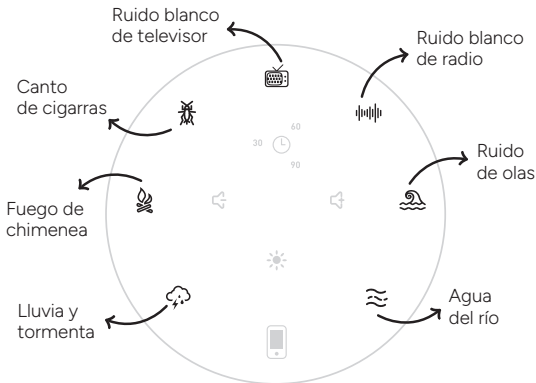 Ruido blanco
de televisor
Ruido blanco
de radio
Canto
de cigarras
60
30
90
Ruido
de olas
Fuego de
chimenea
Lluvia y
tormenta
Agua
del río